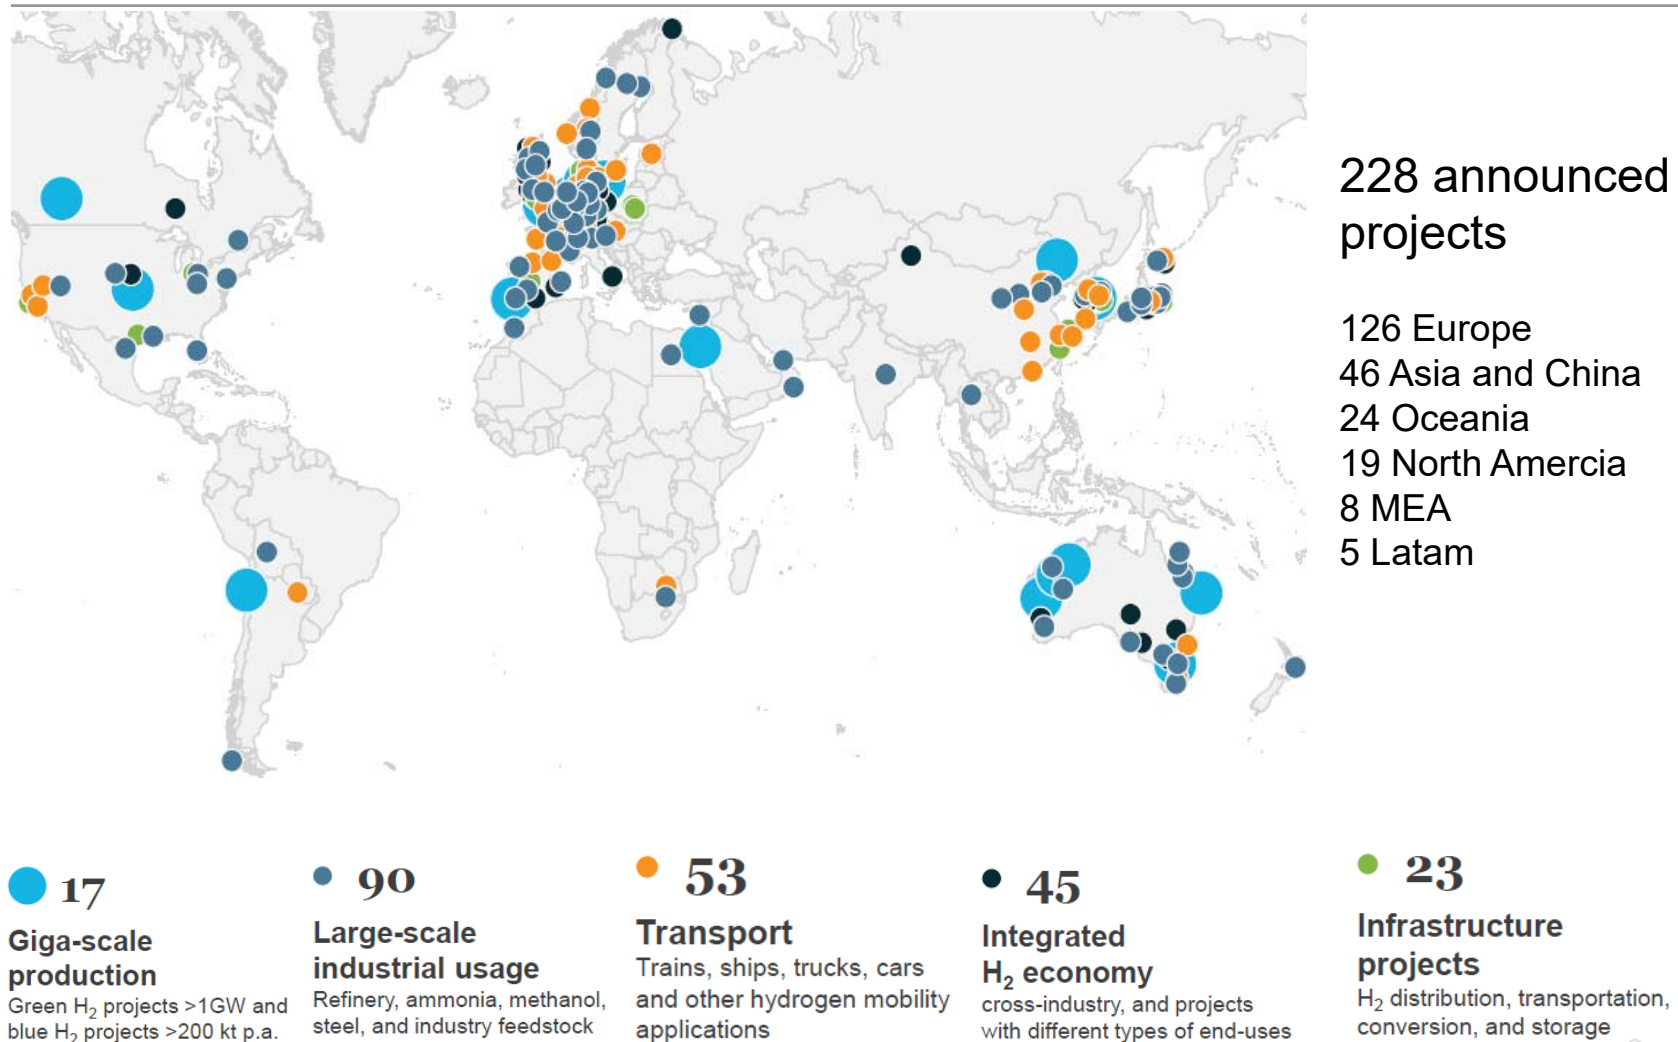 228 announced
projects
126 Europe
46 Asia and China
24 Oceania
19 North Amercia
8 MEA
5 Latam
17
Giga-scale
production
Green H₂ projects >1GW and
blue H₂ projects >200 kt p.a.
90
Large-scale
industrial usage
Refinery, ammonia, methanol,
steel, and industry feedstock
53
Transport
Trains, ships, trucks, cars
and other hydrogen mobility
applications
45
Integrated
H₂ economy
cross-industry, and projects
with different types of end-uses
23
Infrastructure
projects
H₂ distribution, transportation,
conversion, and storage